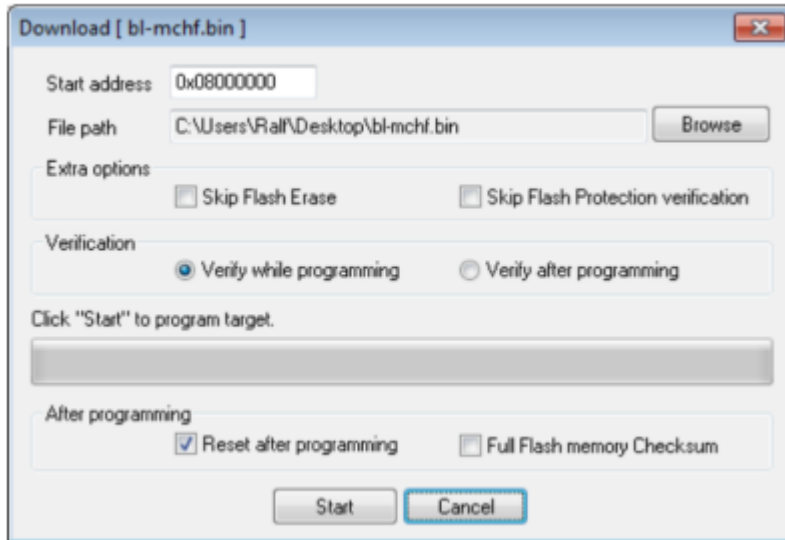 Download [ bl-mchf.bin ]
Start address 0x08000000
File path C:\Users\Ralf\Desktop\bl-mchf.bin Browse
Extra options
Skip Flash Erase Skip Flash Protection verification
Verification
Verify while programming Verify after programming
Click "Start" to program target.
After programming
Reset after programming Full Flash memory Checksum
Start Cancel